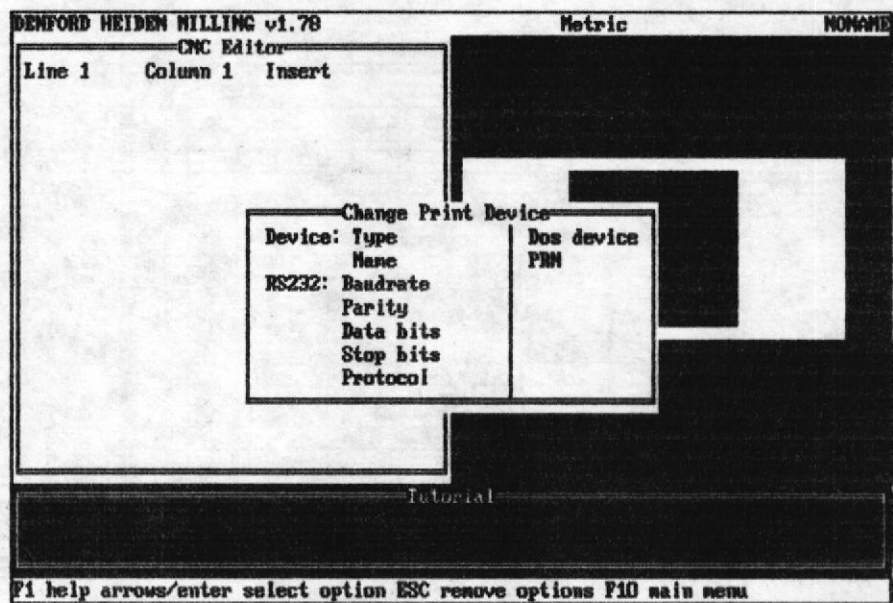 DENFORD HEIDEN MILLING v1.78 Metric NONAME
CNC Editor
Line 1 Column 1 Insert
Change Print Device
Device: Type Dos device
Name PRN
RS232: Baudrate
Parity
Data bits
Stop bits
Protocol
Tutorial
F1 help arrows/enter select option ESC remove options F10 main menu